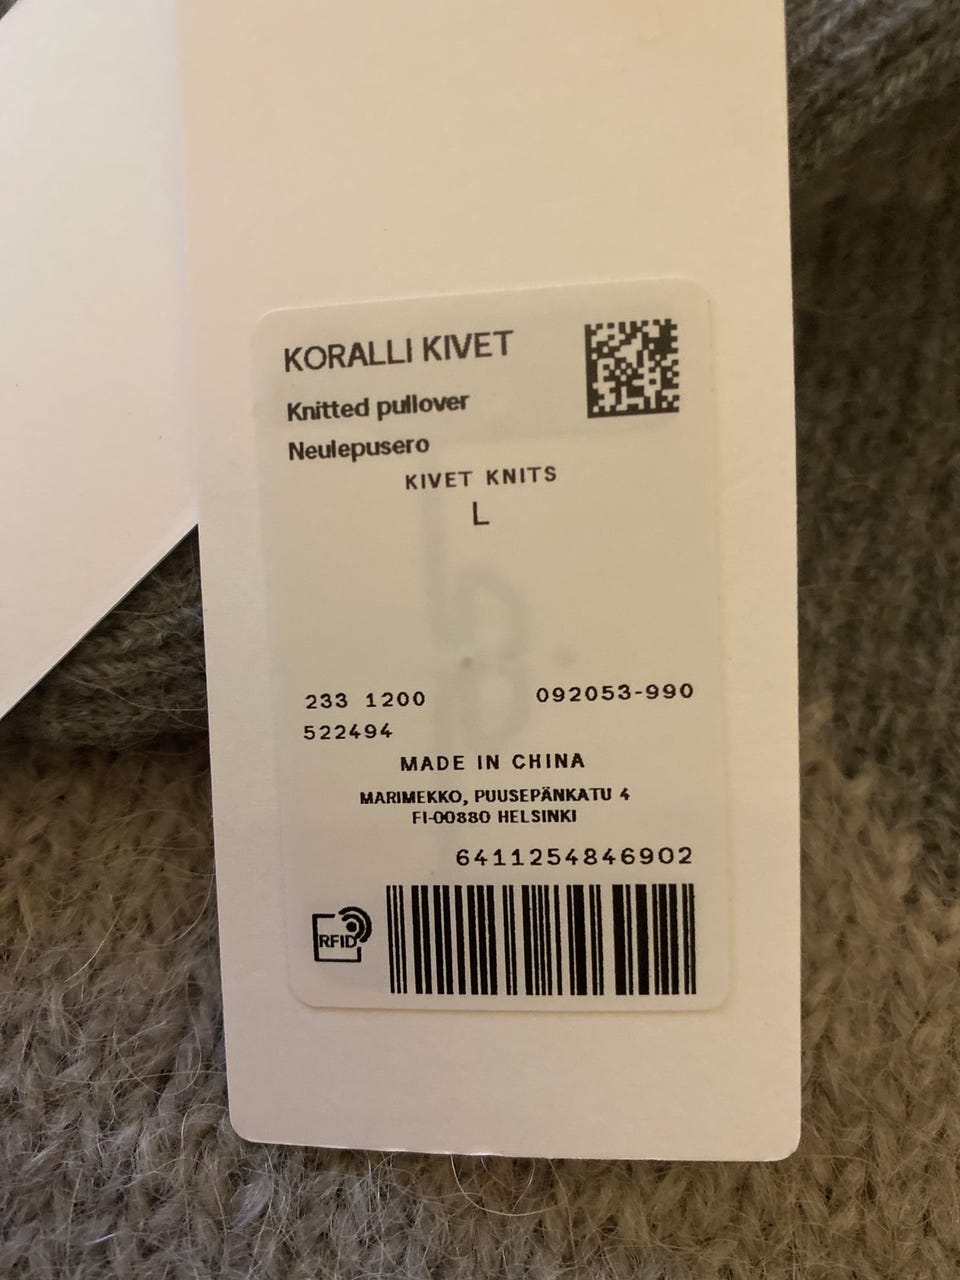 KORALLI KIVET
Knitted pullover
Neulepusero
KIVET KNITS
L
233 1200 092053-990
522494
MADE IN CHINA
MARIMEKKO, PUUSEPÄNKATU 4
FI-00880 HELSINKI
6411254846902
RFID